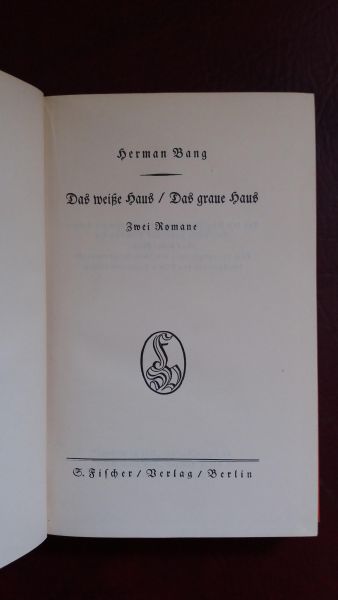 Herman Bang
Das weiße Haus / Das graue Haus
Zwei Romane
S. Fischer / Verlag / Berlin